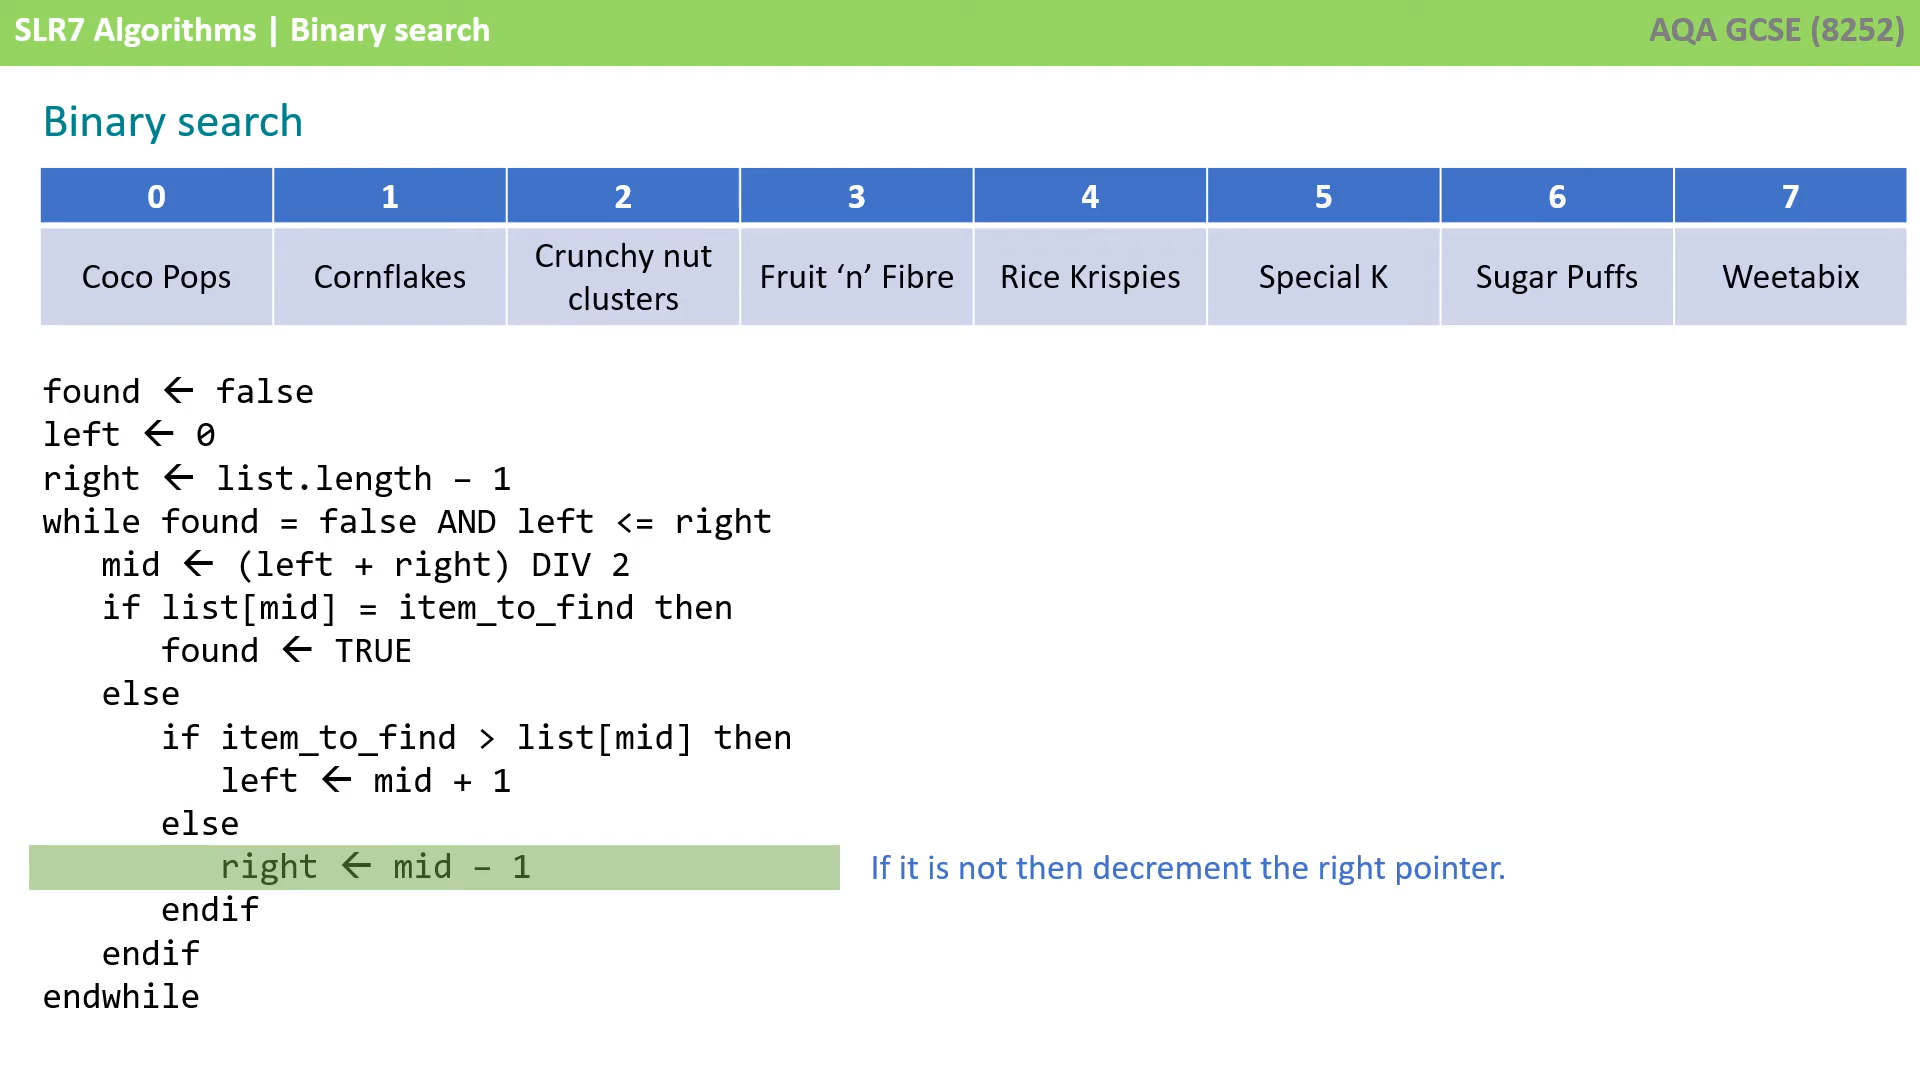 SLR7 Algorithms | Binary search
AQA GCSE (8252)
Binary search
0 1 2 3 4 5 6 7
Coco Pops Cornflakes Crunchy nut clusters Fruit ‘n’ Fibre Rice Krispies Special K Sugar Puffs Weetabix
found ← false
left ← 0
right ← list.length – 1
while found = false AND left <= right
   mid ← (left + right) DIV 2
   if list[mid] = item_to_find then
      found ← TRUE
   else
      if item_to_find > list[mid] then
         left ← mid + 1
      else
         right ← mid – 1
If it is not then decrement the right pointer.
      endif
   endif
endwhile